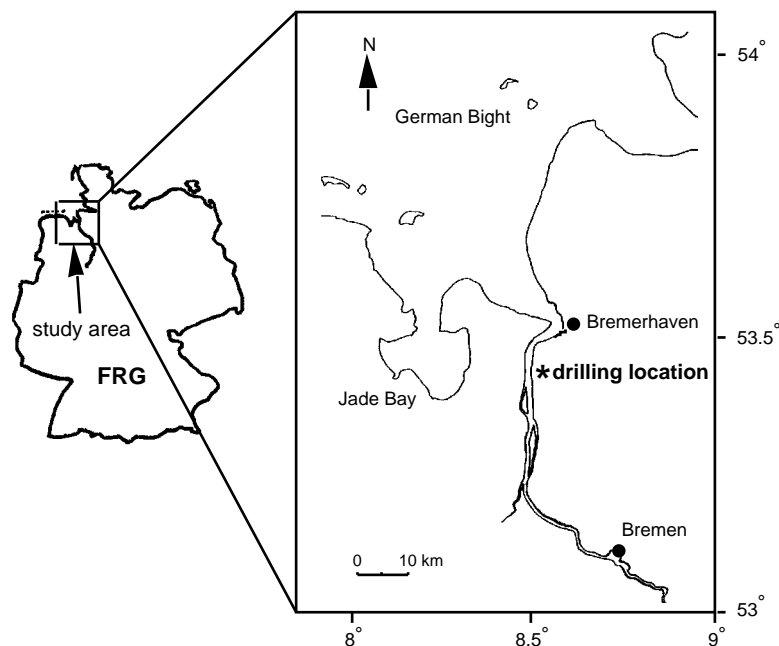 N
54°
German Bight
study area
Bremerhaven
53.5°
FRG
*drilling location
Jade Bay
Bremen
0 10 km
53°
8° 8.5° 9°